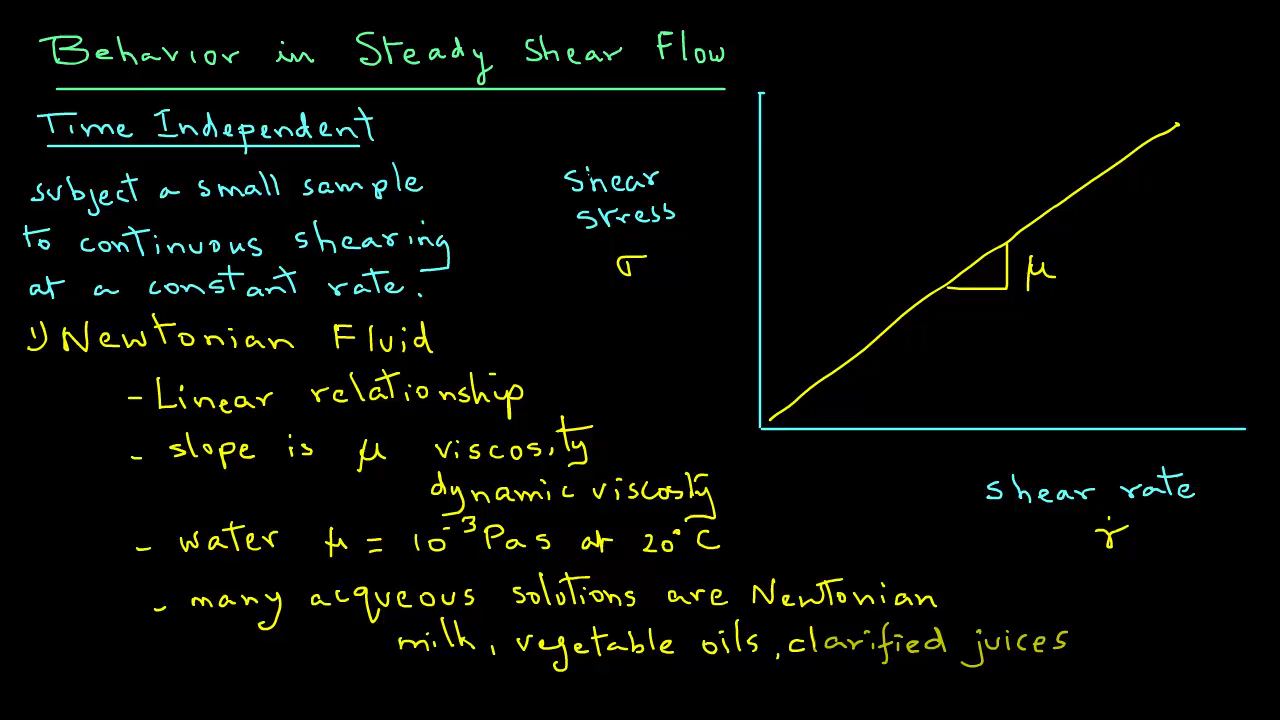 Behavior in Steady Shear Flow
Time Independent
subject a small sample
to continuous shearing
at a constant rate.
1) Newtonian Fluid
- Linear relationship
- slope is μ viscosity
dynamic viscosity
- water μ = 10⁻³ Pa s at 20°C
- many acqueous solutions are Newtonian
milk, vegetable oils, clarified juices
shear
stress
σ
μ
shear rate
γ̇